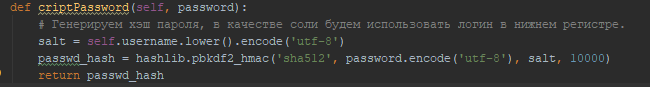 def criptPassword(self, password):
# Генерируем хэш пароля, в качестве соли будем использовать логин в нижнем регистре.
salt = self.username.lower().encode('utf-8')
passwd_hash = hashlib.pbkdf2_hmac('sha512', password.encode('utf-8'), salt, 10000)
return passwd_hash